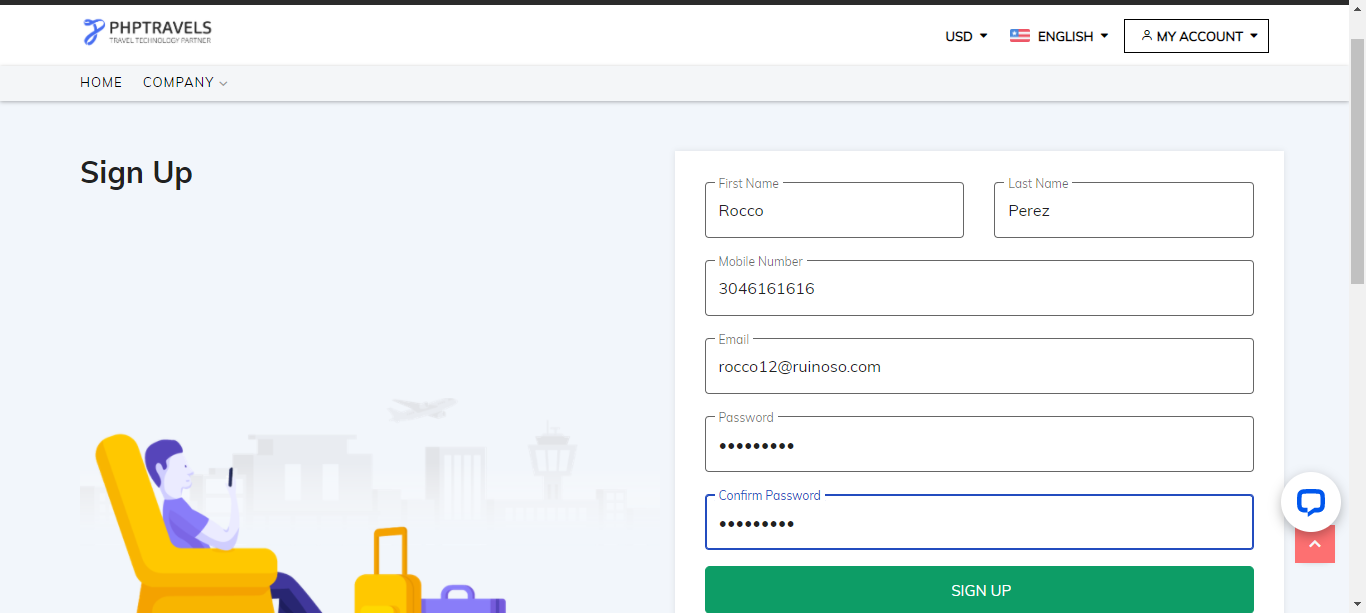 PHPTRAVELS
TRAVEL TECHNOLOGY PARTNER
USD
ENGLISH
MY ACCOUNT
HOME
COMPANY
Sign Up
First Name
Last Name
Rocco
Perez
Mobile Number
3046161616
Email
rocco12@ruinoso.com
Password
•••••••••
Confirm Password
•••••••••
SIGN UP